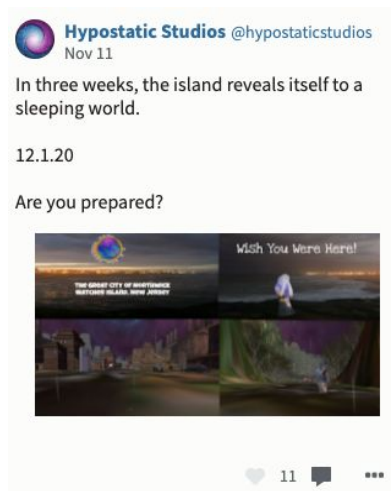 Hypostatic Studios @hypostaticstudios
Nov 11
In three weeks, the island reveals itself to a
sleeping world.
12.1.20
Are you prepared?
THE GREAT CITY OF NORTHWICK
ISLAND, NEW JERSEY
Wish You Were Here!
11